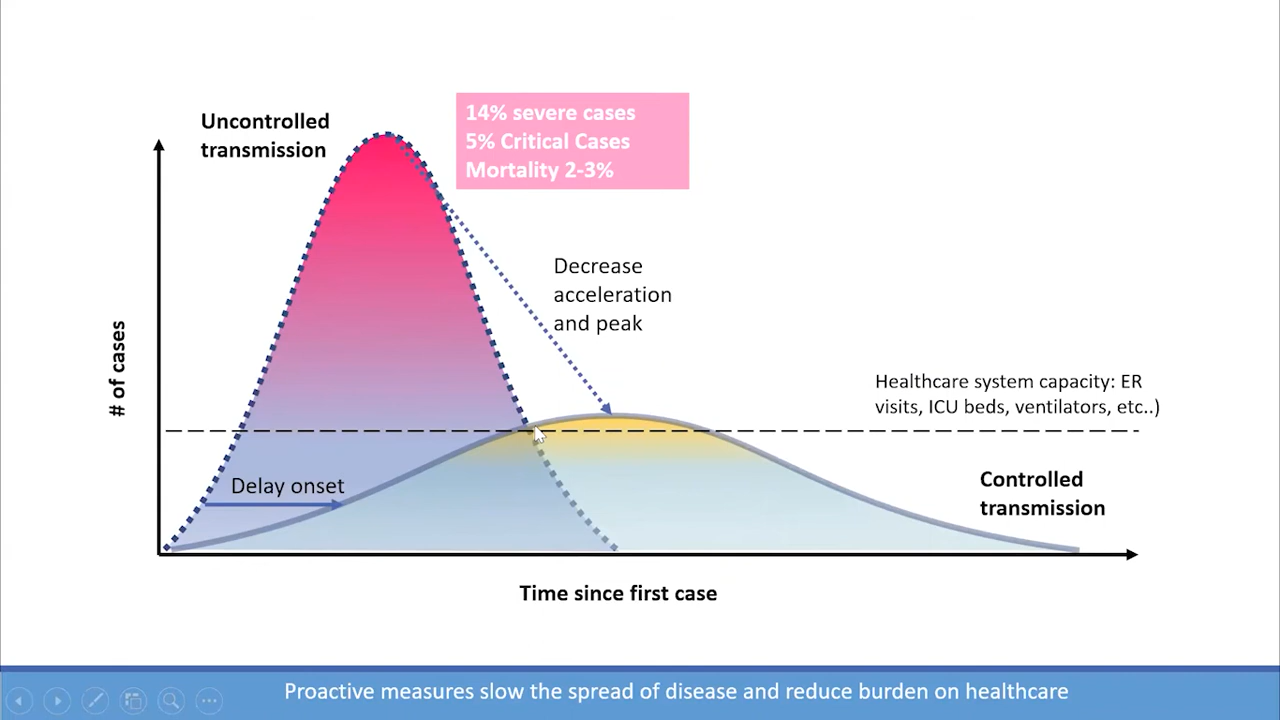 Uncontrolled
transmission
14% severe cases
5% Critical Cases
Mortality 2-3%
Decrease
acceleration
and peak
# of cases
Healthcare system capacity: ER
visits, ICU beds, ventilators, etc..)
Delay onset
Controlled
transmission
Time since first case
Proactive measures slow the spread of disease and reduce burden on healthcare